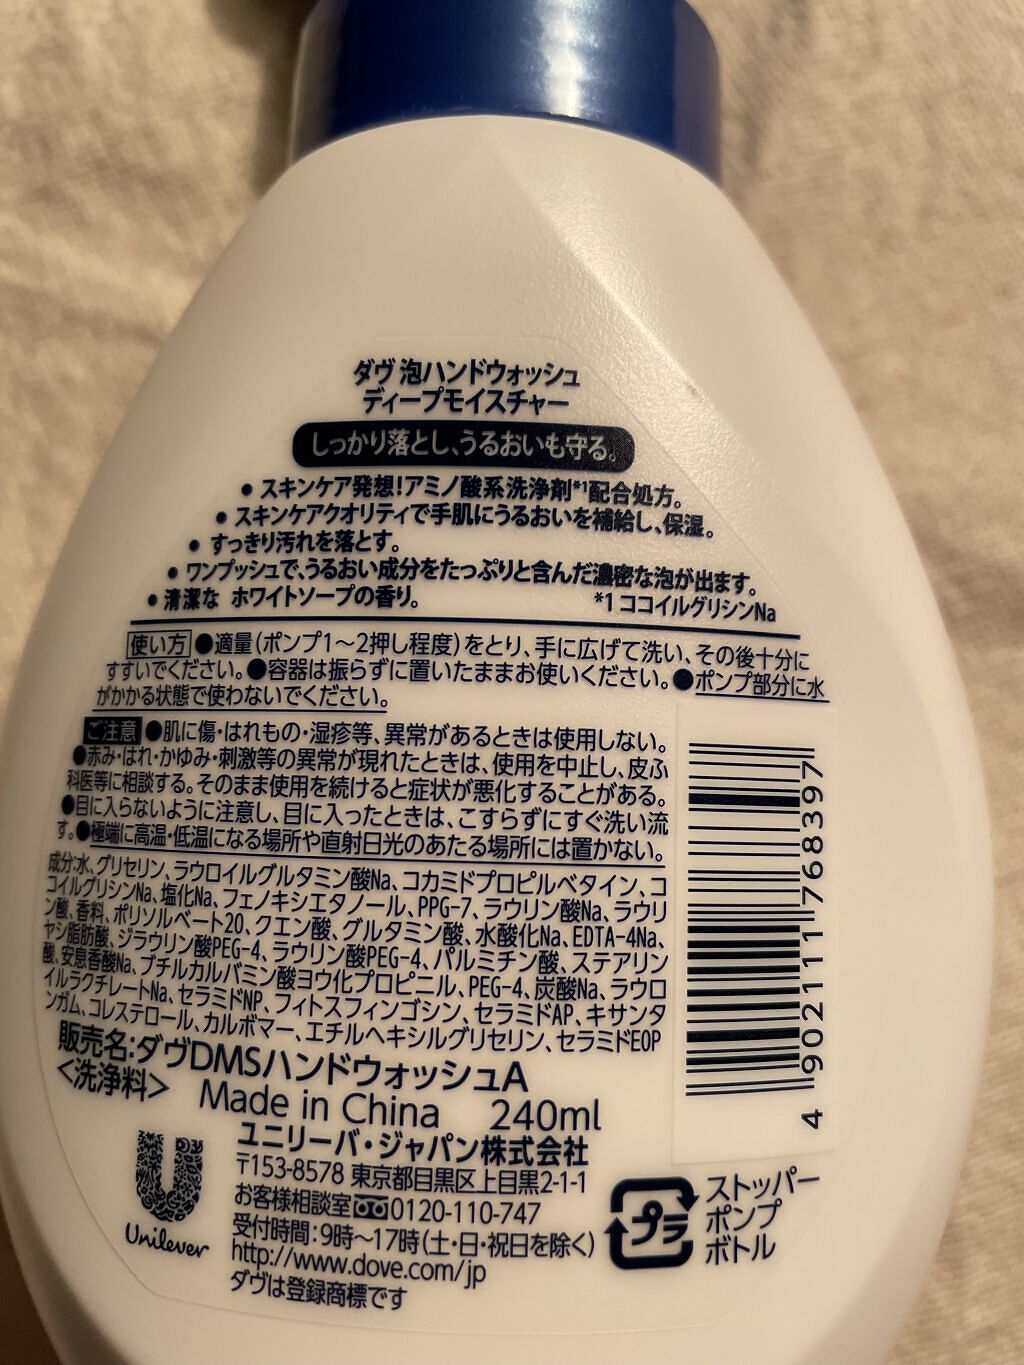 ダヴ 泡ハンドウォッシュ
ディープモイスチャー
しっかり落とし、うるおいも守る。
• スキンケア発想!アミノ酸系洗浄剤*1配合処方。
• スキンケアクオリティで手肌にうるおいを補給し、保湿。
• すっきり汚れを落とす。
• ワンプッシュで、うるおい成分をたっぷりと含んだ濃密な泡が出ます。
• 清潔な ホワイトソープの香り。 *1 ココイルグリシンNa
使い方 ●適量(ポンプ1〜2押し程度)をとり、手に広げて洗い、その後十分に
すすいでください。●容器は振らずに置いたままお使いください。●ポンプ部分に水
がかかる状態で使わないでください。
ご注意 ●肌に傷・はれもの・湿疹等、異常があるときは使用しない。
●赤み・はれ・かゆみ・刺激等の異常が現れたときは、使用を中止し、皮ふ
科医等に相談する。そのまま使用を続けると症状が悪化することがある。
●目に入らないように注意し、目に入ったときは、こすらずにすぐ洗い流
す。●極端に高温・低温になる場所や直射日光のあたる場所には置かない。
成分:水、グリセリン、ラウロイルグルタミン酸Na、コカミドプロピルベタイン、コ
コイルグリシンNa、塩化Na、フェノキシエタノール、PPG-7、ラウリン酸Na、ラウリ
ン酸、香料、ポリソルベート20、クエン酸、グルタミン酸、水酸化Na、EDTA-4Na、
ヤシ脂肪酸、ジラウリン酸PEG-4、ラウリン酸PEG-4、パルミチン酸、ステアリン
酸、安息香酸Na、ブチルカルバミン酸ヨウ化プロピニル、PEG-4、炭酸Na、ラウロ
イルラクチレートNa、セラミドNP、フィトスフィンゴシン、セラミドAP、キサンタ
ンガム、コレステロール、カルボマー、エチルヘキシルグリセリン、セラミドEOP
販売名:ダヴDMSハンドウォッシュA
<洗浄料> Made in China 240ml
ユニリーバ・ジャパン株式会社
〒153-8578 東京都目黒区上目黒2-1-1
お客様相談室 0120-110-747
受付時間:9時〜17時(土・日・祝日を除く)
http://www.dove.com/jp
ダヴは登録商標です
Unilever
プラ
ストッパー
ポンプ
ボトル
4 902111 768397